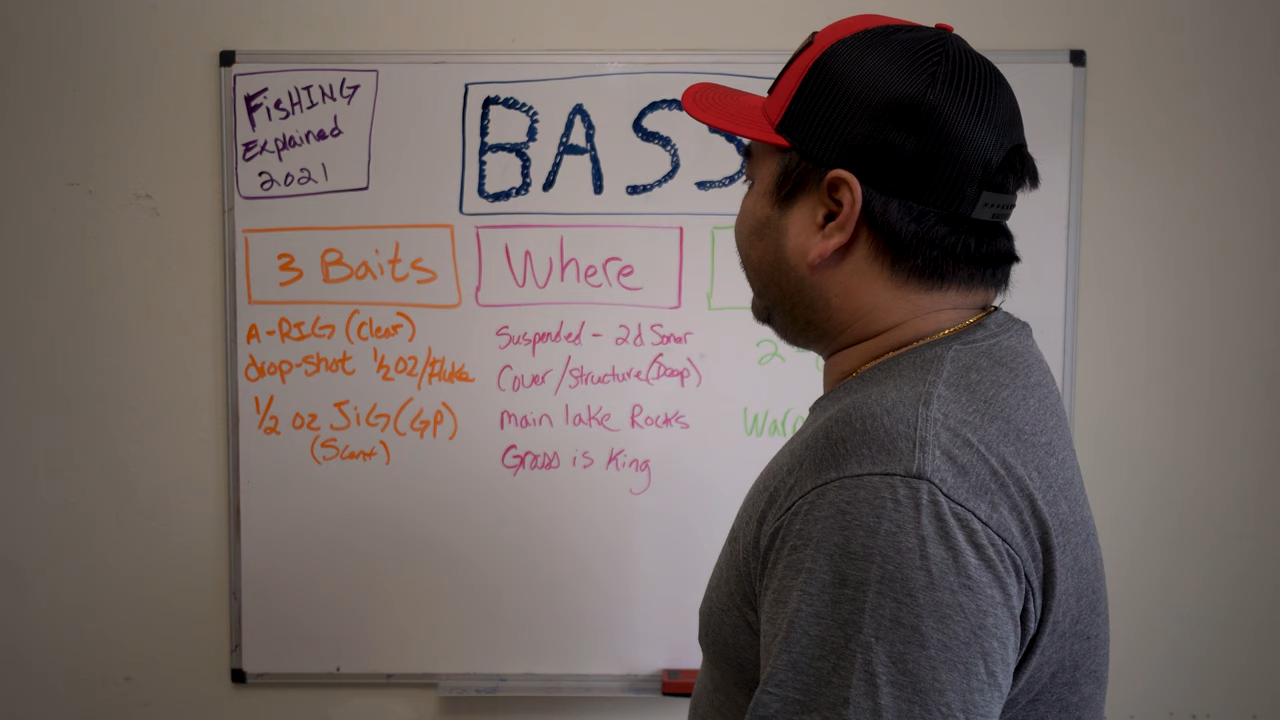 FisHING
Explained
2021
BASS
3 Baits
Where
A-RIG (Clear)
drop-shot ½ oz/Fluke
½ oz JiG (GP)
(Scent)
Suspended - 2d Sonar
Cover/Structure (Deep)
main lake Rocks
Grass is King
2